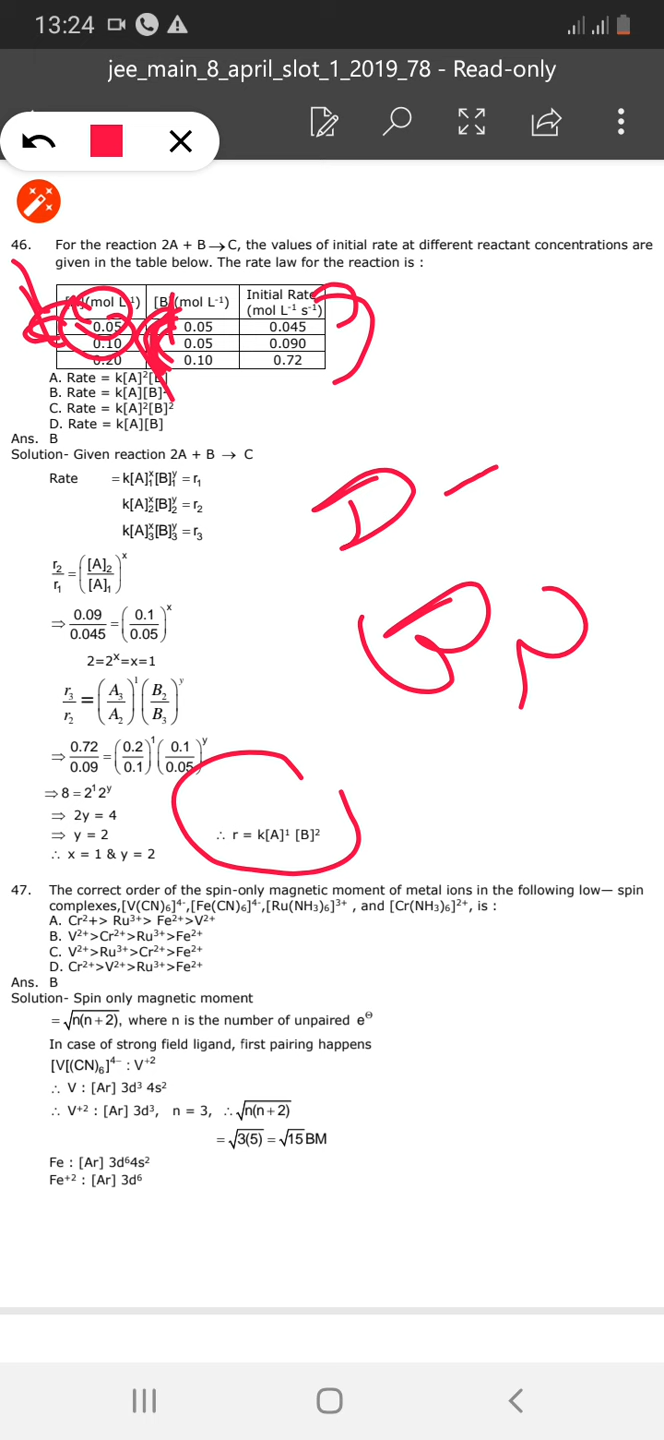 13:24
jee_main_8_april_slot_1_2019_78 - Read-only
46. For the reaction 2A + B→C, the values of initial rate at different reactant concentrations are
given in the table below. The rate law for the reaction is :
(mol L⁻¹) [B] (mol L⁻¹) Initial Rate
(mol L⁻¹ s⁻¹)
0.05 0.05 0.045
0.10 0.05 0.090
0.20 0.10 0.72
A. Rate = k[A]²[
B. Rate = k[A][B]
C. Rate = k[A]²[B]²
D. Rate = k[A][B]
Ans. B
Solution- Given reaction 2A + B → C
Rate =k[A]₁ˣ[B]₁ʸ = r₁
k[A]₂ˣ[B]₂ʸ = r₂
k[A]₃ˣ[B]₃ʸ = r₃
r₂/r₁ = ([A]₂/[A]₁)ˣ
⇒ 0.09/0.045 = (0.1/0.05)ˣ
2=2ˣ=x=1
r₃/r₂ = (A₃/A₂)¹ (B₂/B₃)ʸ
⇒ 0.72/0.09 = (0.2/0.1)¹ (0.1/0.05)ʸ
⇒ 8 = 2¹2ʸ
⇒ 2y = 4
⇒ y = 2 ∴ r = k[A]¹ [B]²
∴ x = 1 & y = 2
47. The correct order of the spin-only magnetic moment of metal ions in the following low— spin
complexes,[V(CN)₆]⁴⁻,[Fe(CN)₆]⁴⁻,[Ru(NH₃)₆]³⁺ , and [Cr(NH₃)₆]²⁺, is :
A. Cr²+> Ru³⁺> Fe²⁺>V²⁺
B. V²⁺>Cr²⁺>Ru³⁺>Fe²⁺
C. V²⁺>Ru³⁺>Cr²⁺>Fe²⁺
D. Cr²⁺>V²⁺>Ru³⁺>Fe²⁺
Ans. B
Solution- Spin only magnetic moment
= √n(n+2), where n is the number of unpaired e^Θ
In case of strong field ligand, first pairing happens
[V[(CN)₆]⁴⁻ : V⁺²
∴ V : [Ar] 3d³ 4s²
∴ V⁺² : [Ar] 3d³, n = 3, ∴√n(n+2)
= √3(5) = √15 BM
Fe : [Ar] 3d⁶4s²
Fe⁺² : [Ar] 3d⁶